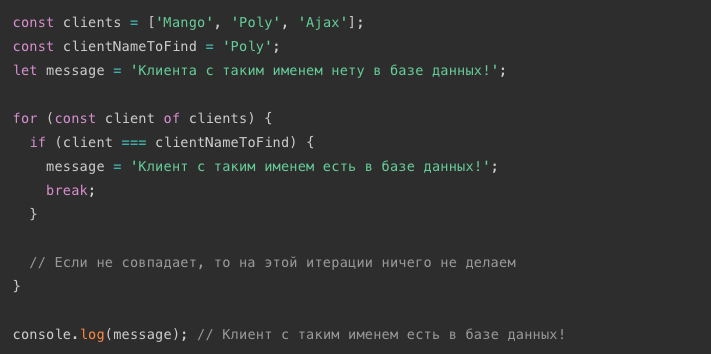 const clients = ['Mango', 'Poly', 'Ajax'];
const clientNameToFind = 'Poly';
let message = 'Клиента с таким именем нету в базе данных!';
for (const client of clients) {
if (client === clientNameToFind) {
message = 'Клиент с таким именем есть в базе данных!';
break;
}
// Если не совпадает, то на этой итерации ничего не делаем
}
console.log(message); // Клиент с таким именем есть в базе данных!